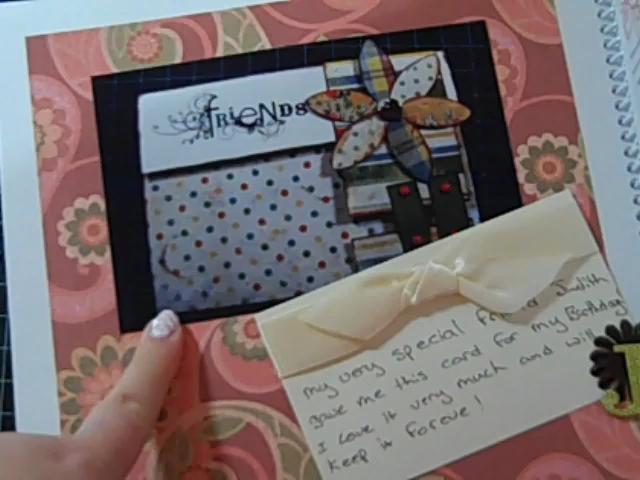 fRiENDS
my very special friend Judith
gave me this card for my Birthday
I Love it very much and will
keep it forever!
J